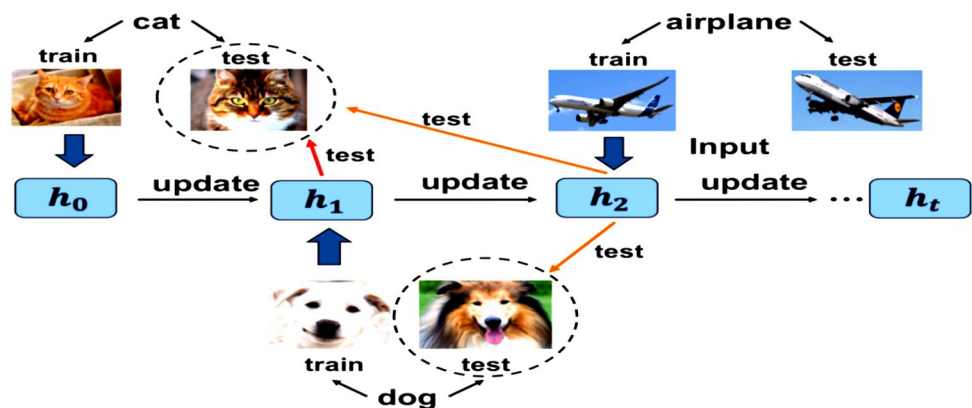 cat
airplane
train
test
train
test
test
test
Input
h₀
update
h₁
update
h₂
update
...
hₜ
test
train
test
dog